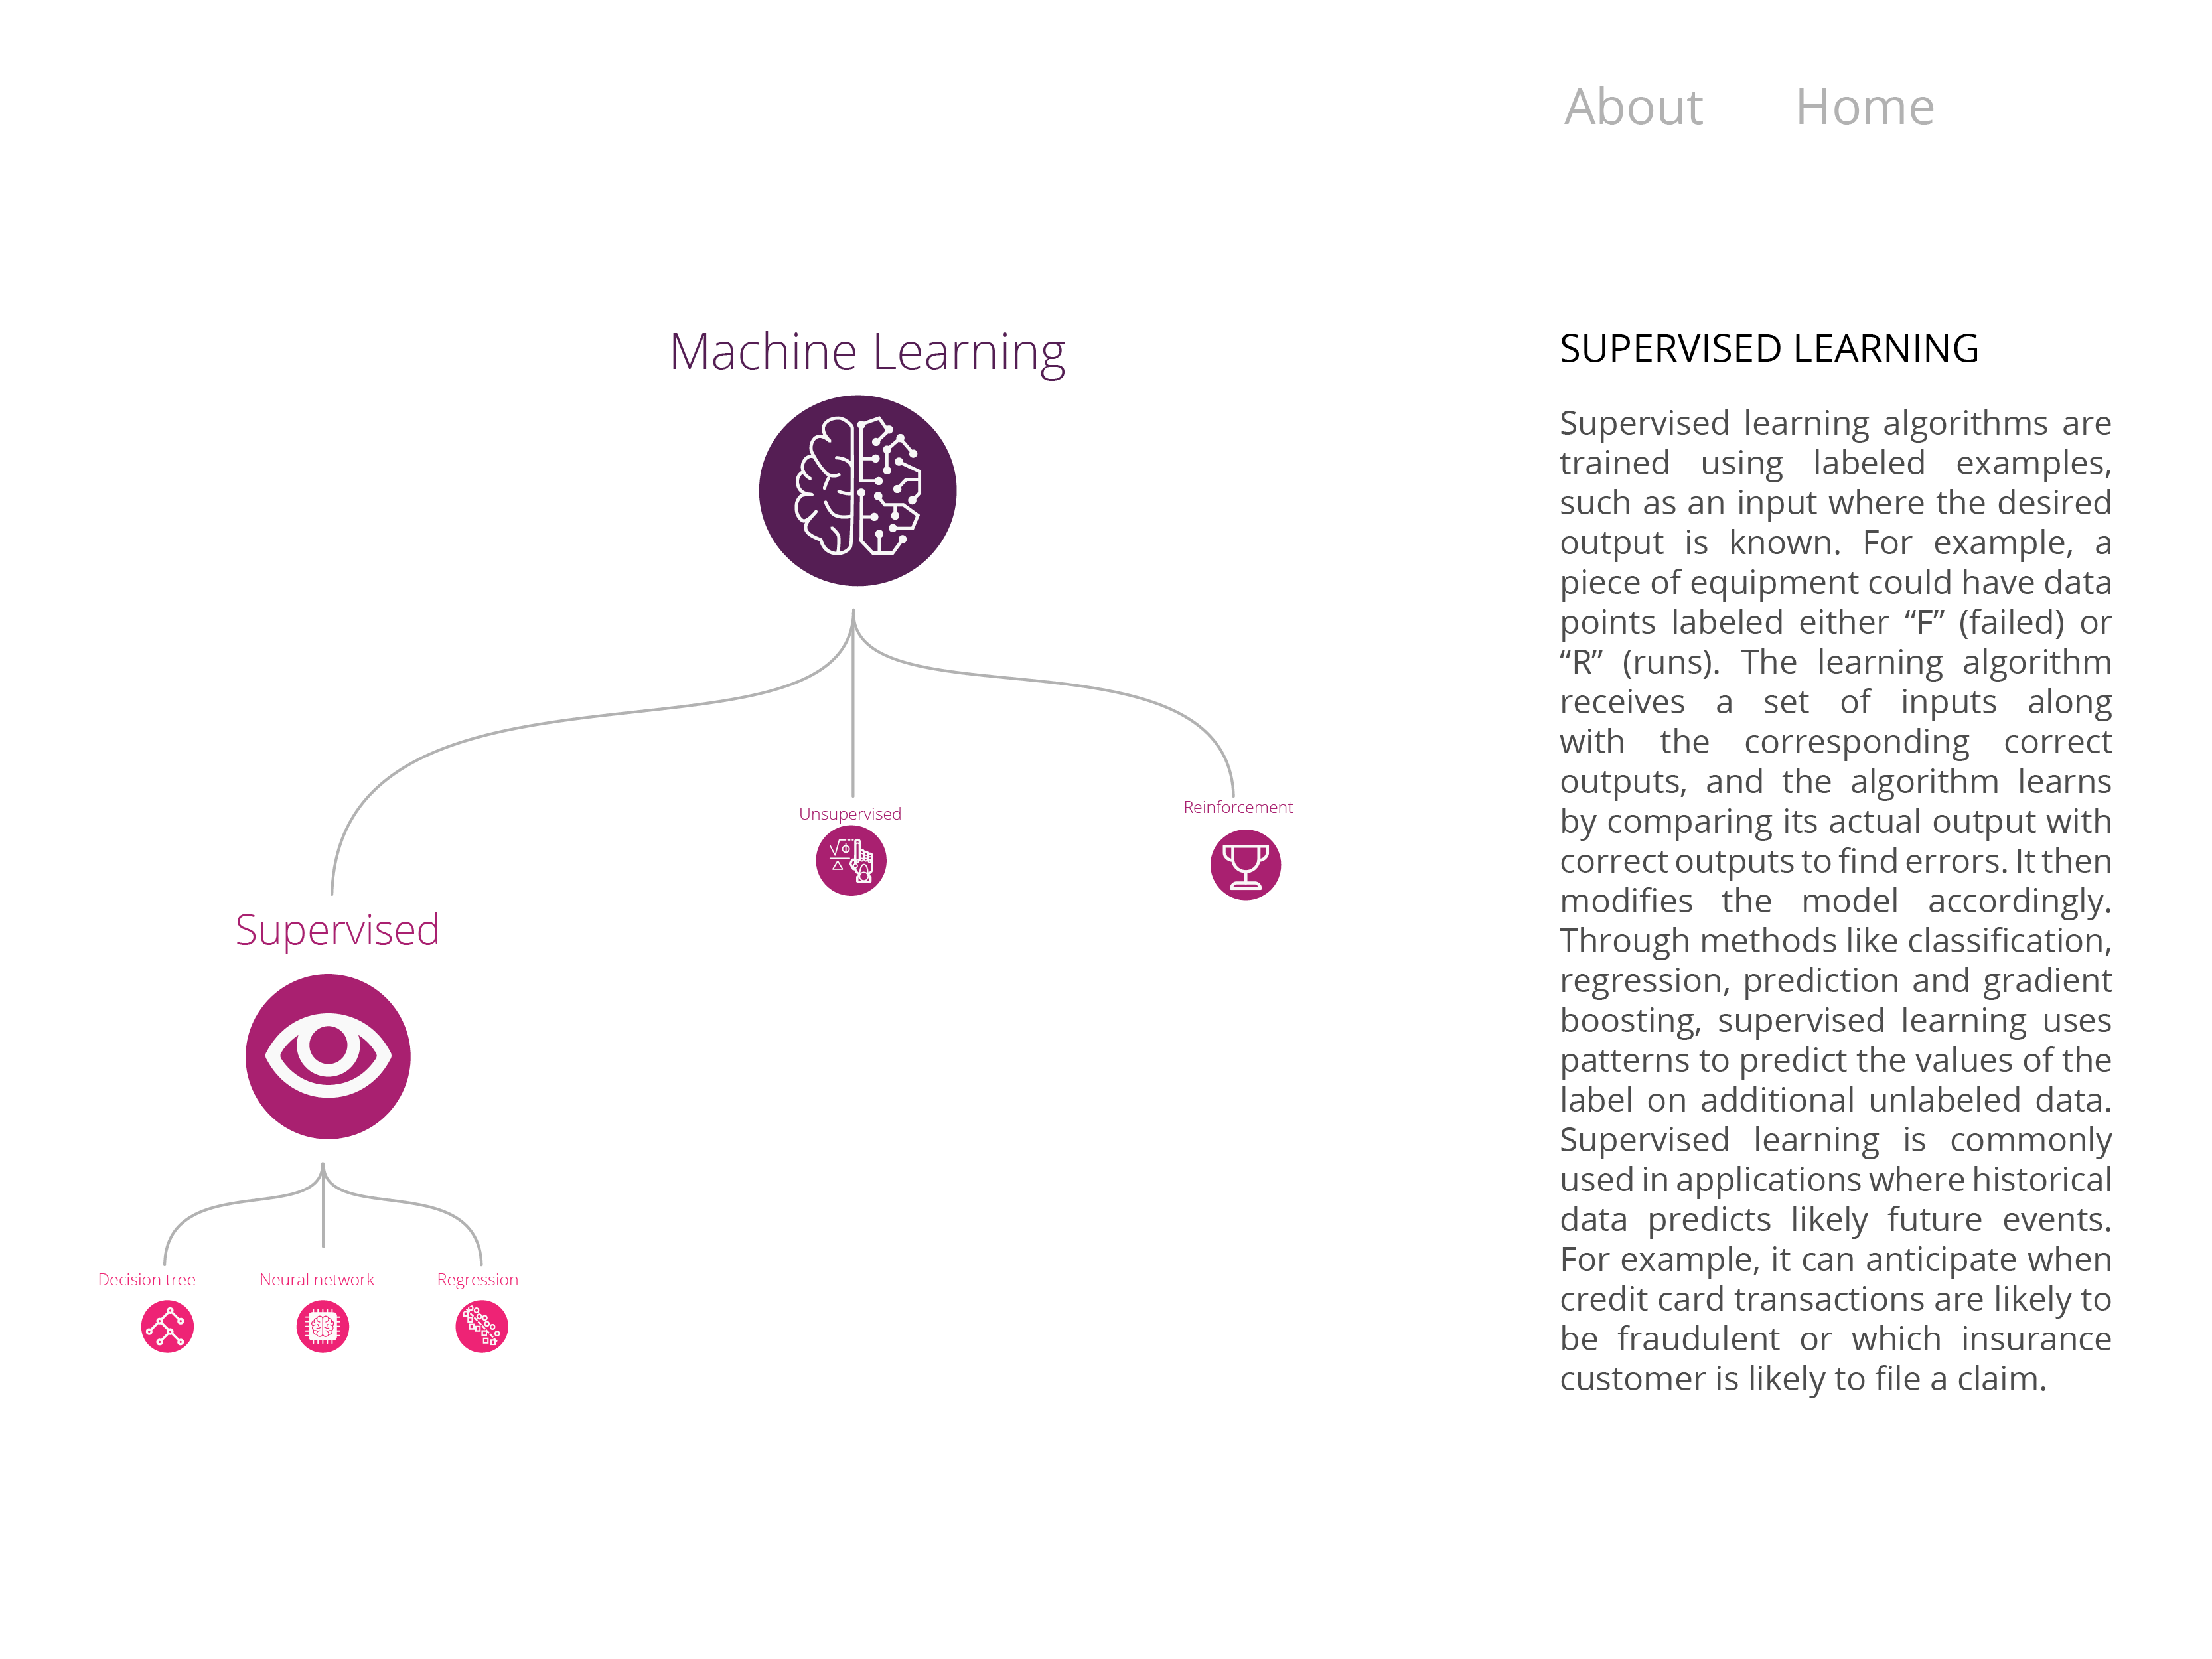 About Home
Machine Learning
Unsupervised
Reinforcement
Supervised
Decision tree
Neural network
Regression
SUPERVISED LEARNING
Supervised learning algorithms are
trained using labeled examples,
such as an input where the desired
output is known. For example, a
piece of equipment could have data
points labeled either “F” (failed) or
“R” (runs). The learning algorithm
receives a set of inputs along
with the corresponding correct
outputs, and the algorithm learns
by comparing its actual output with
correct outputs to find errors. It then
modifies the model accordingly.
Through methods like classification,
regression, prediction and gradient
boosting, supervised learning uses
patterns to predict the values of the
label on additional unlabeled data.
Supervised learning is commonly
used in applications where historical
data predicts likely future events.
For example, it can anticipate when
credit card transactions are likely to
be fraudulent or which insurance
customer is likely to file a claim.